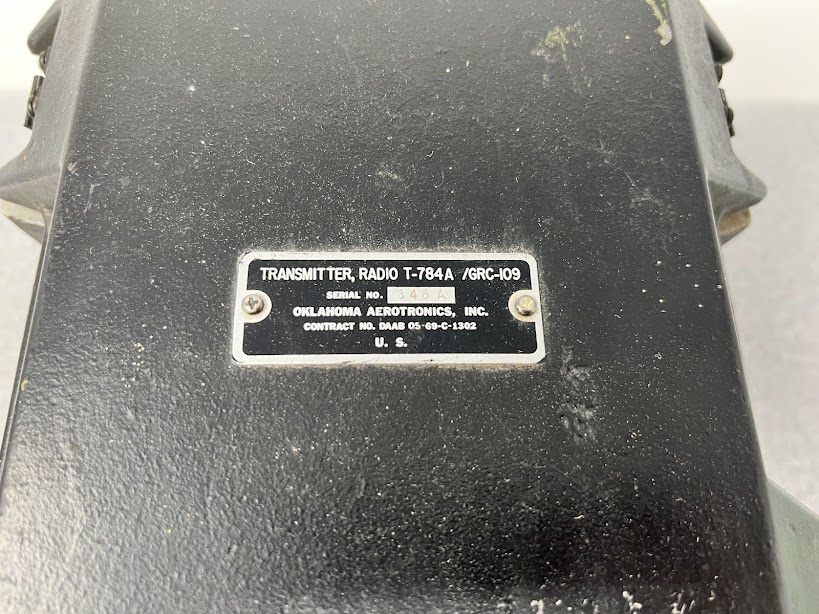 TRANSMITTER, RADIO T-784A /GRC-109
SERIAL NO.
OKLAHOMA AEROTRONICS, INC.
CONTRACT NO. DAAB 05-69-C-1302
U. S.